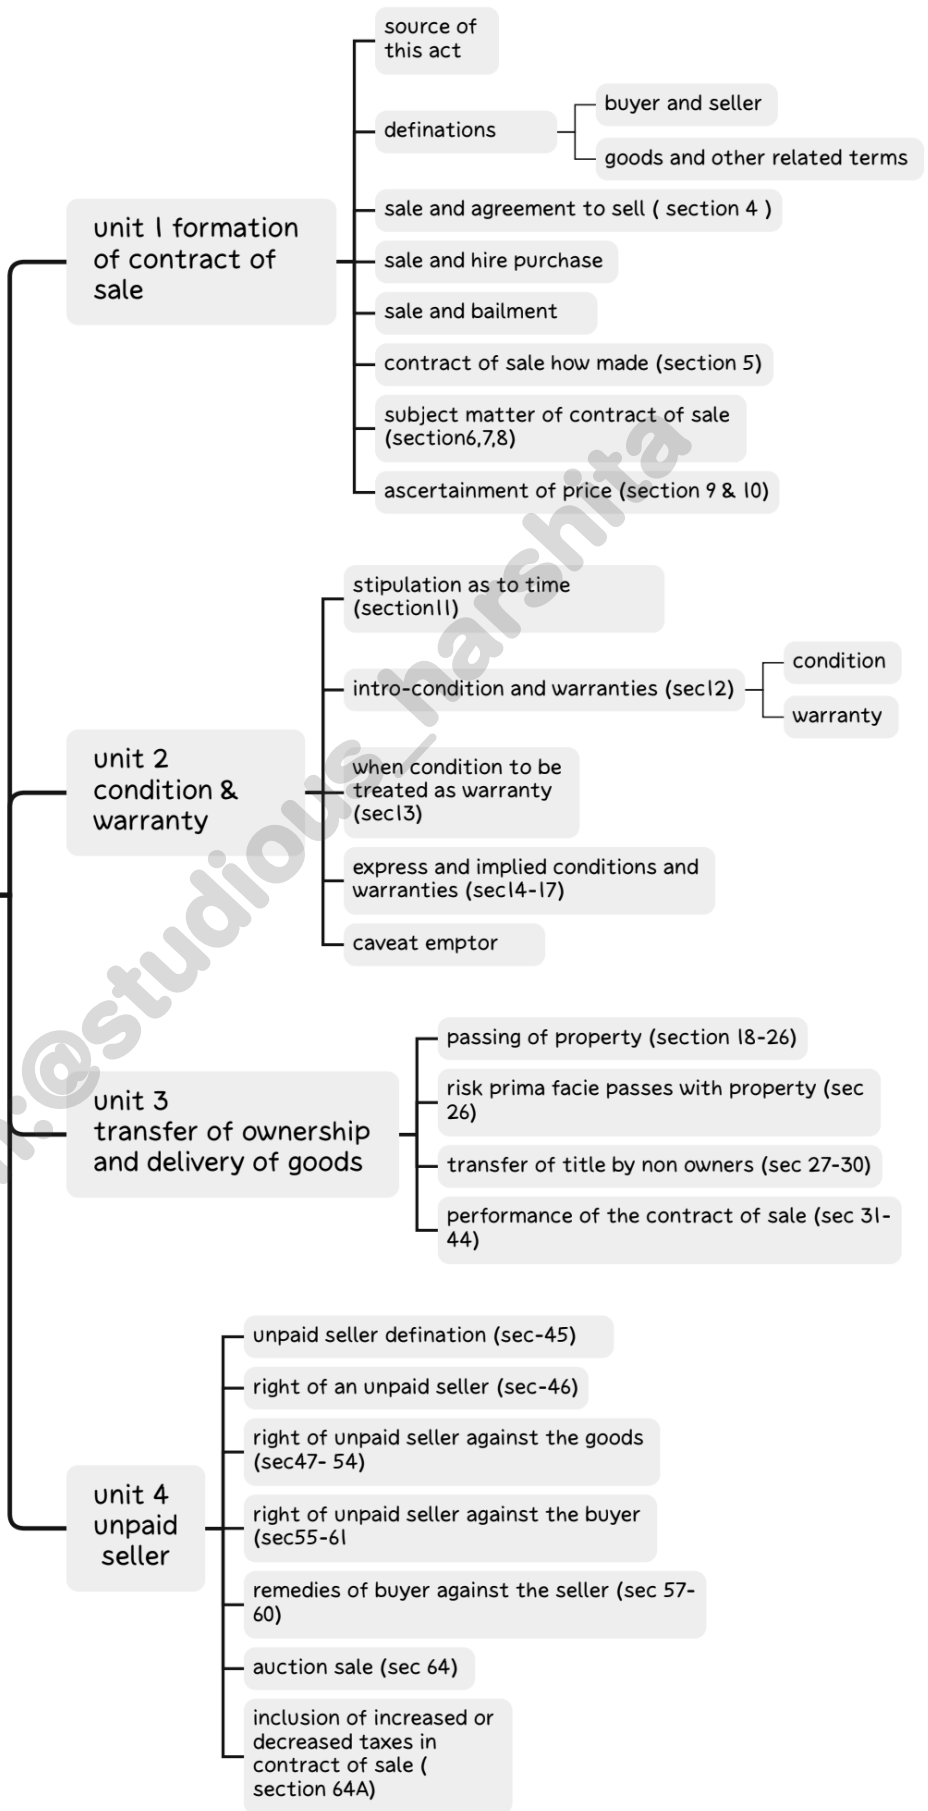 source of
this act
definations
buyer and seller
goods and other related terms
unit 1 formation
of contract of
sale
sale and agreement to sell ( section 4 )
sale and hire purchase
sale and bailment
contract of sale how made (section 5)
subject matter of contract of sale
(section6,7,8)
ascertainment of price (section 9 & 10)
unit 2
condition &
warranty
stipulation as to time
(section11)
intro-condition and warranties (sec12)
condition
warranty
when condition to be
treated as warranty
(sec13)
express and implied conditions and
warranties (sec14-17)
caveat emptor
unit 3
transfer of ownership
and delivery of goods
passing of property (section 18-26)
risk prima facie passes with property (sec
26)
transfer of title by non owners (sec 27-30)
performance of the contract of sale (sec 31-
44)
unit 4
unpaid
seller
unpaid seller defination (sec-45)
right of an unpaid seller (sec-46)
right of unpaid seller against the goods
(sec47- 54)
right of unpaid seller against the buyer
(sec55-61
remedies of buyer against the seller (sec 57-
60)
auction sale (sec 64)
inclusion of increased or
decreased taxes in
contract of sale (
section 64A)
:@studious_harshita